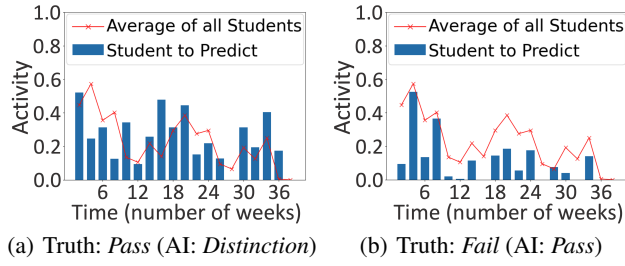 Average of all Students
Student to Predict
Activity
1.0
0.8
0.6
0.4
0.2
0.0
6 12 18 24 30 36
Time (number of weeks)
(a) Truth: Pass (AI: Distinction)
Average of all Students
Student to Predict
Activity
1.0
0.8
0.6
0.4
0.2
0.0
6 12 18 24 30 36
Time (number of weeks)
(b) Truth: Fail (AI: Pass)